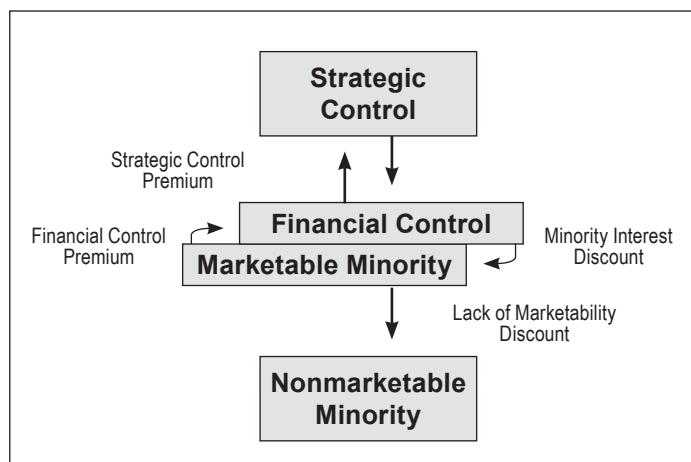 Strategic
Control
Strategic Control
Premium
Financial Control
Financial Control
Premium
Minority Interest
Discount
Marketable Minority
Lack of Marketability
Discount
Nonmarketable
Minority